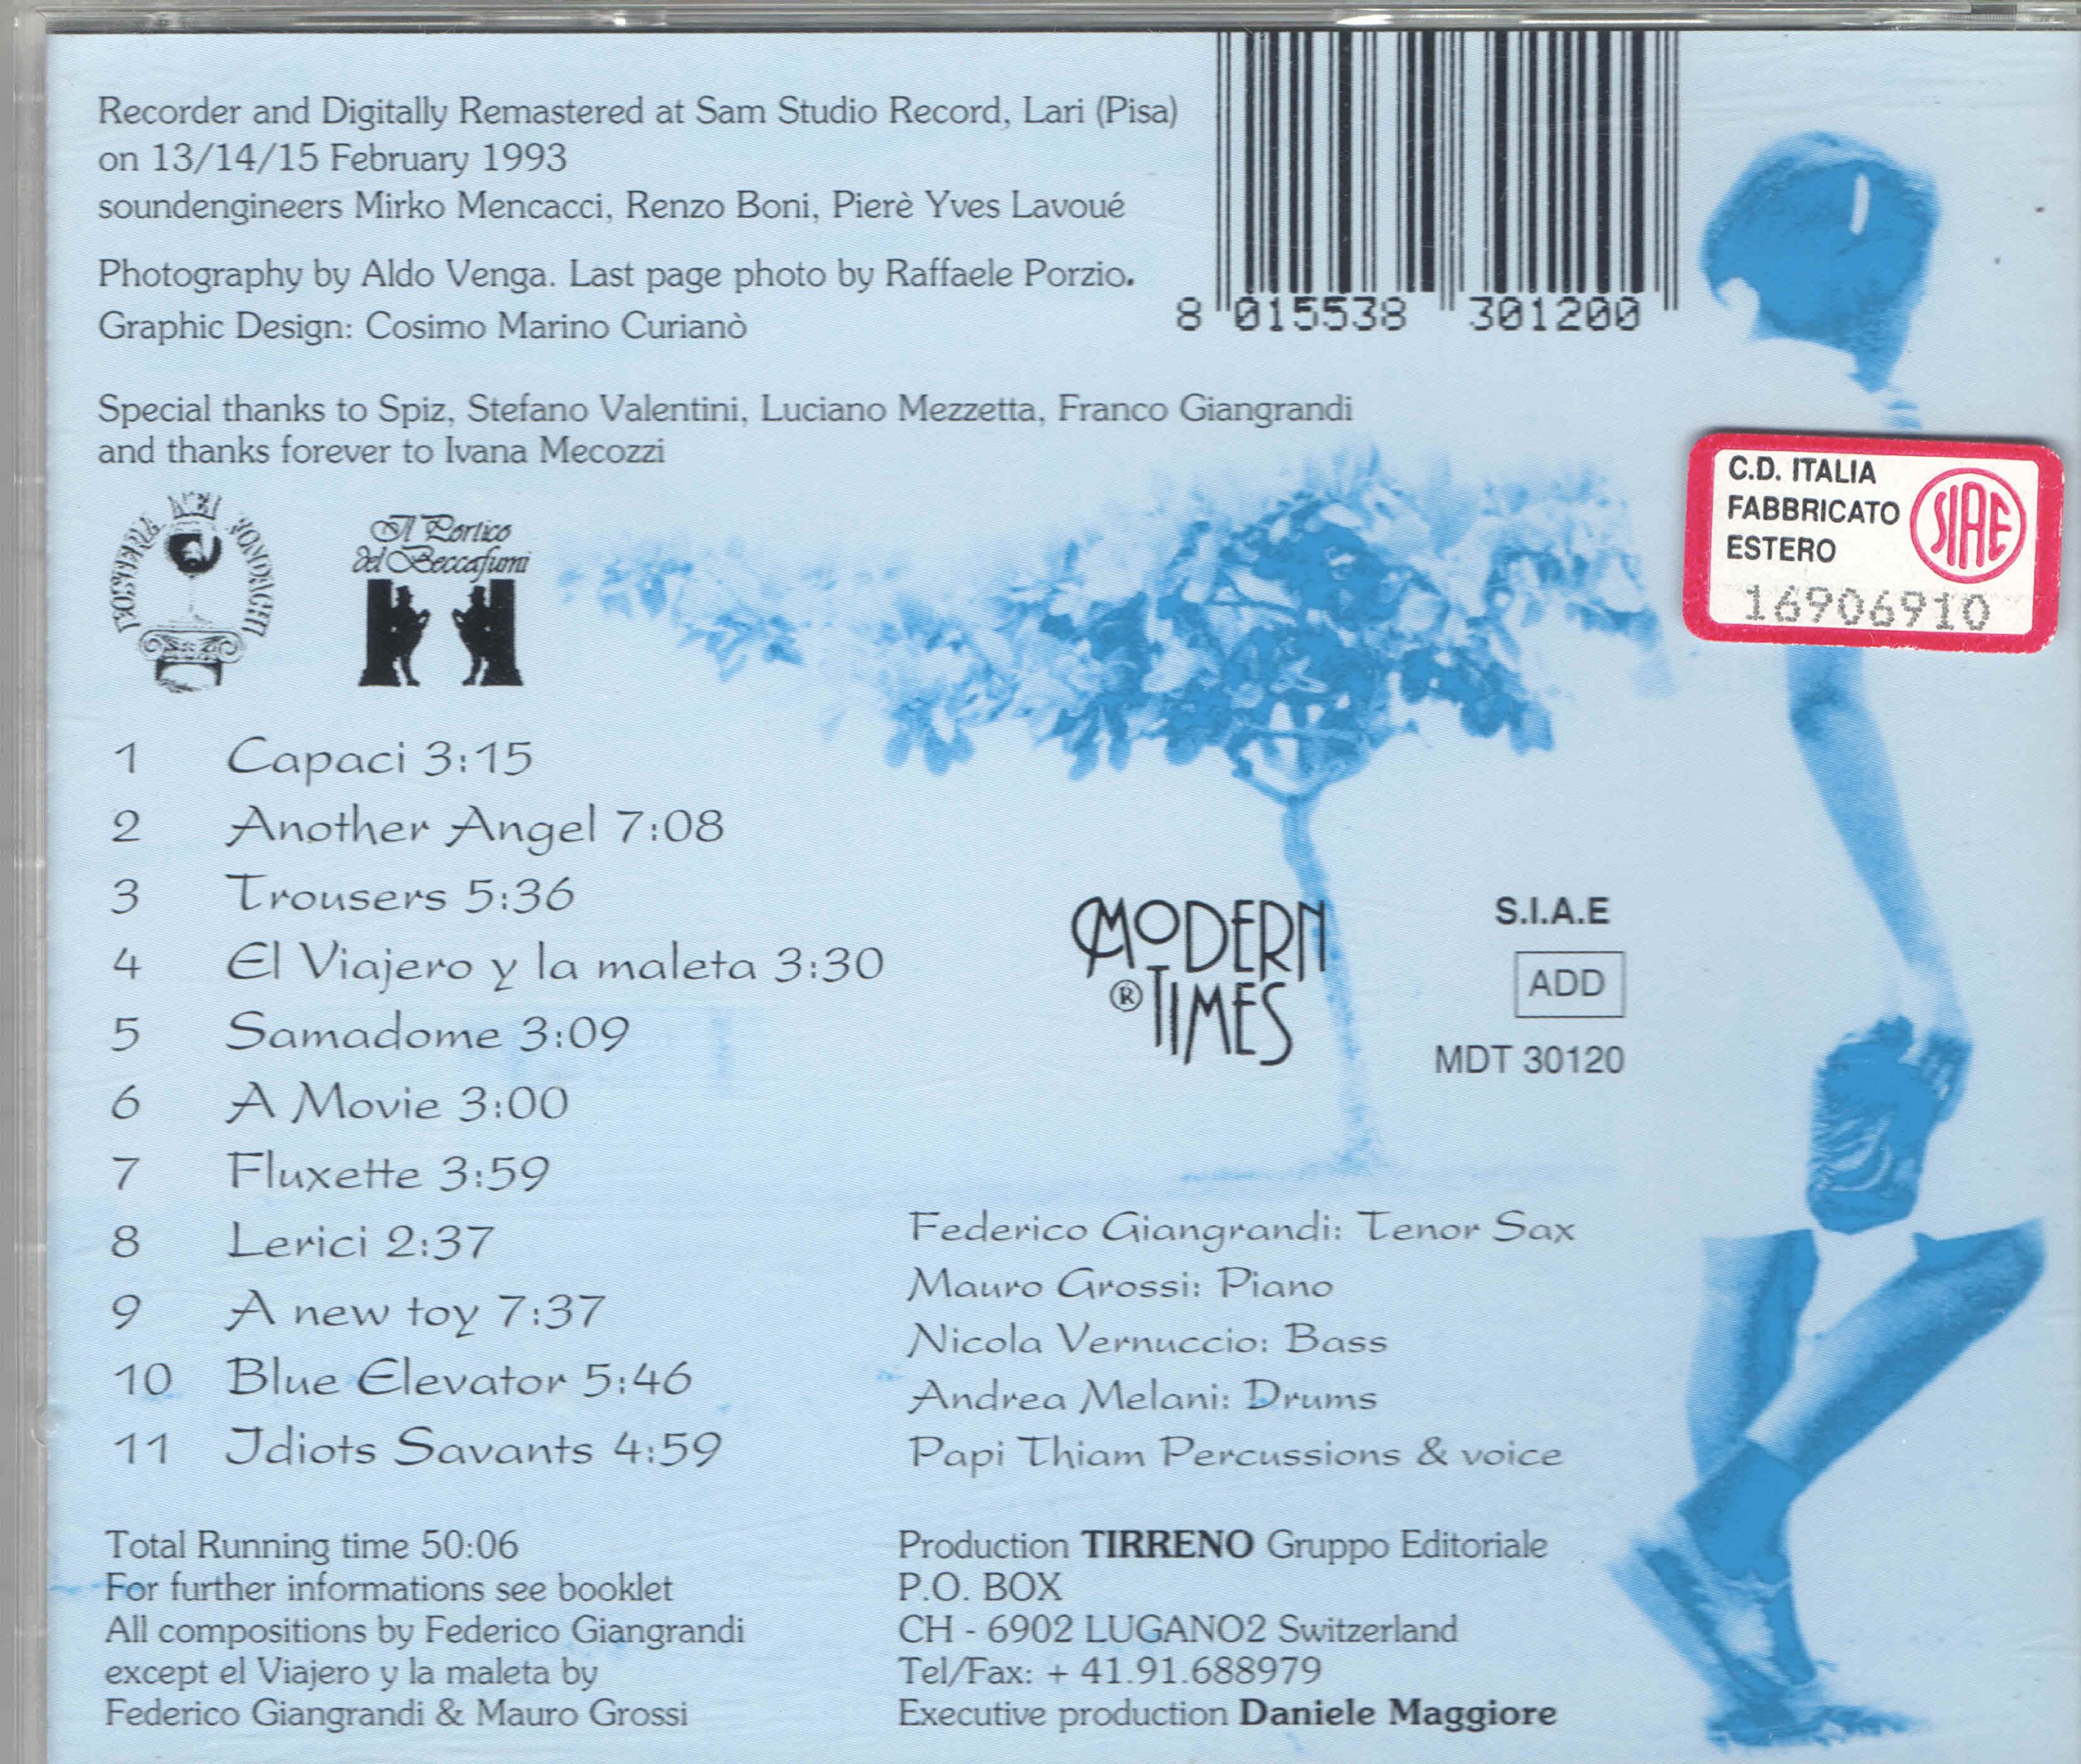 Recorder and Digitally Remastered at Sam Studio Record, Lari (Pisa)
on 13/14/15 February 1993
soundengineers Mirko Mencacci, Renzo Boni, Pierè Yves Lavoué
Photography by Aldo Venga. Last page photo by Raffaele Porzio.
Graphic Design: Cosimo Marino Curianò
8 015538 301200
Special thanks to Spiz, Stefano Valentini, Luciano Mezzetta, Franco Giangrandi
and thanks forever to Ivana Mecozzi
C.D. ITALIA
FABBRICATO
ESTERO
SIAE
16906910
Il Portico
del Beccafumi
1 Capaci 3:15
2 Another Angel 7:08
3 Trousers 5:36
4 El Viajero y la maleta 3:30
5 Samadome 3:09
6 A Movie 3:00
7 Fluxette 3:59
8 Lerici 2:37
9 A new toy 7:37
10 Blue Elevator 5:46
11 Idiots Savants 4:59
MODERN
® TIMES
S.I.A.E
ADD
MDT 30120
Federico Giangrandi: Tenor Sax
Mauro Grossi: Piano
Nicola Vernuccio: Bass
Andrea Melani: Drums
Papi Thiam Percussions & voice
Total Running time 50:06
For further informations see booklet
All compositions by Federico Giangrandi
except el Viajero y la maleta by
Federico Giangrandi & Mauro Grossi
Production TIRRENO Gruppo Editoriale
P.O. BOX
CH - 6902 LUGANO2 Switzerland
Tel/Fax: + 41.91.688979
Executive production Daniele Maggiore